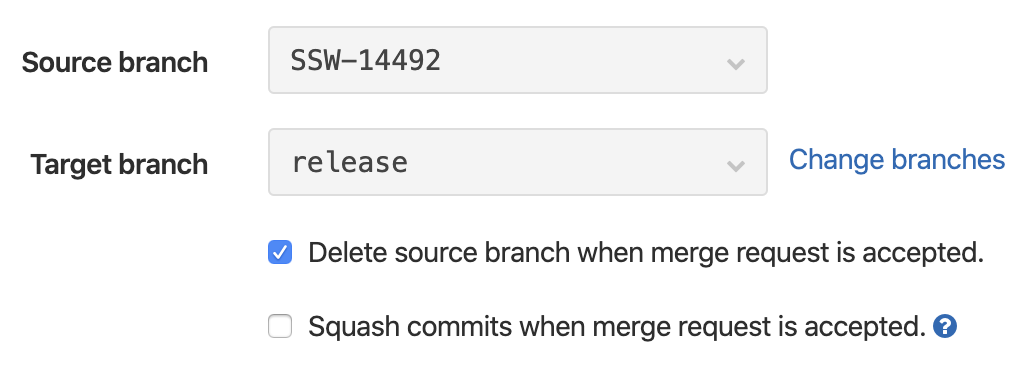 Source branch
SSW-14492
Target branch
release
Change branches
Delete source branch when merge request is accepted.
Squash commits when merge request is accepted. ?